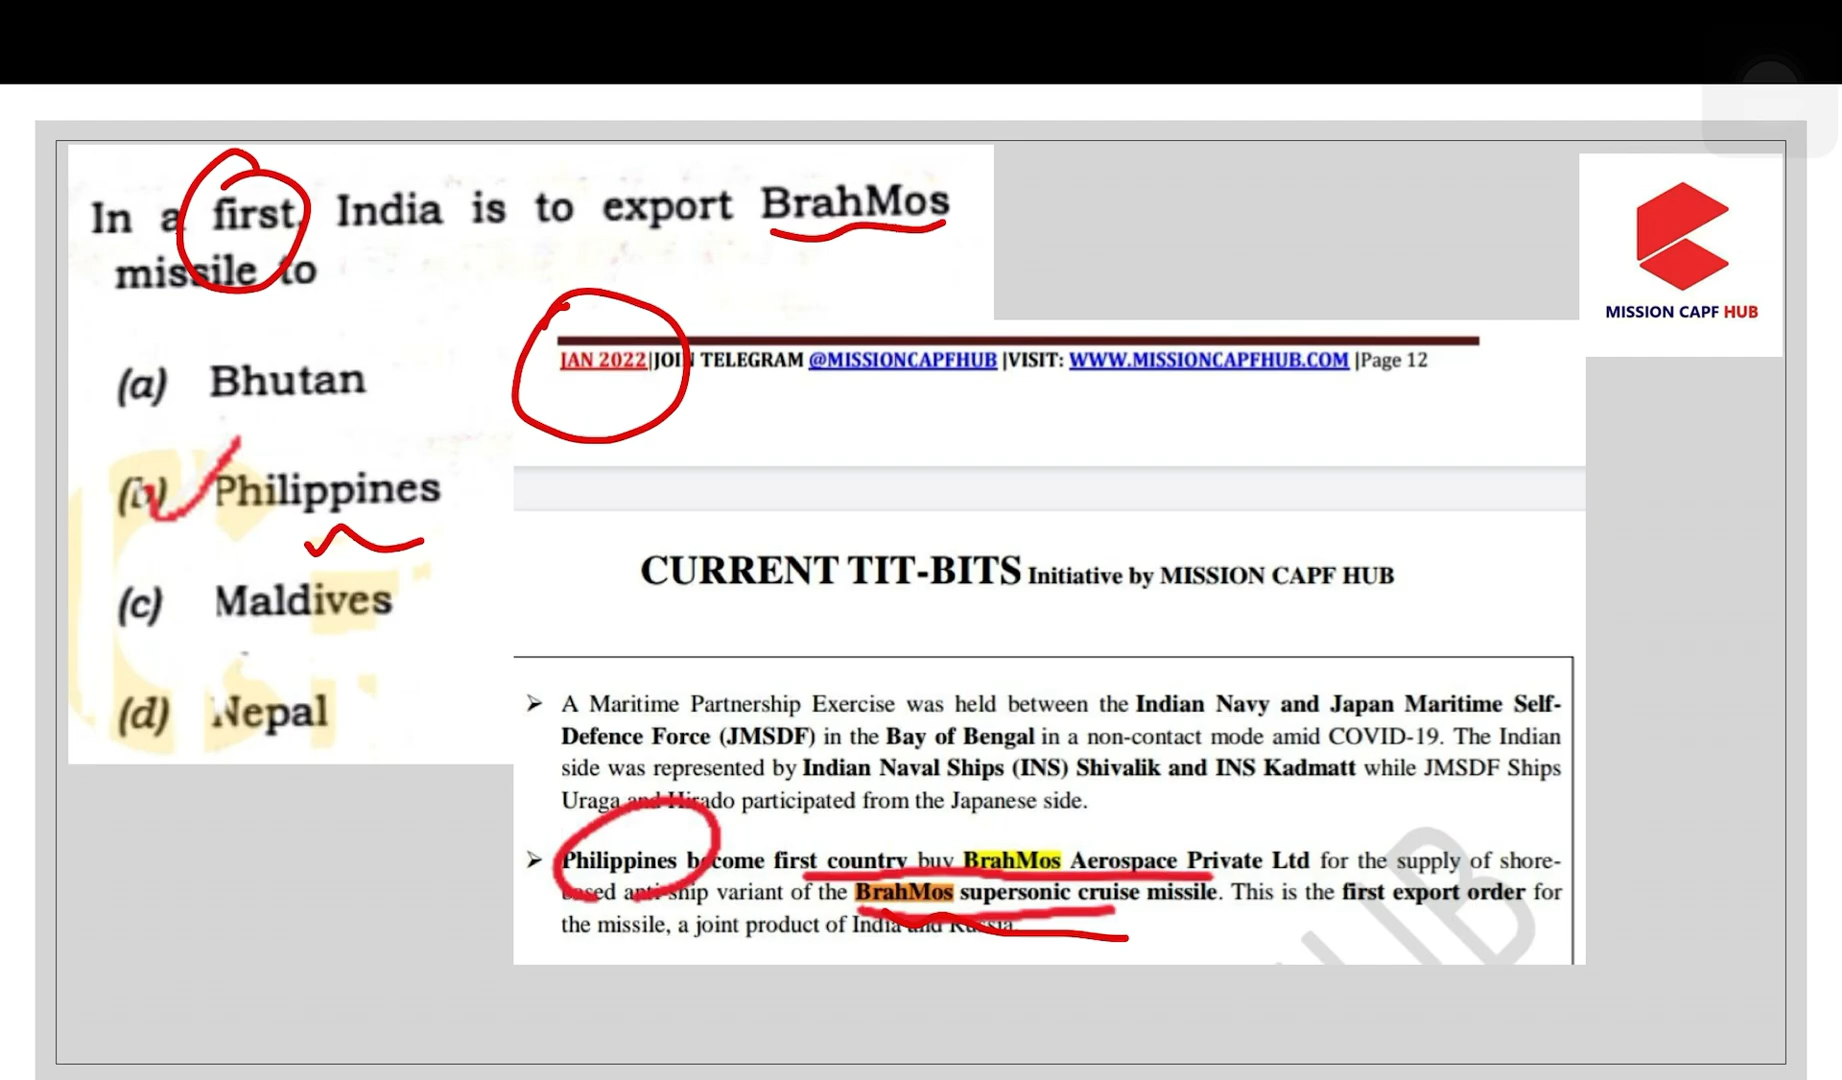 In a first, India is to export BrahMos
missile to
(a) Bhutan
(b) Philippines
(c) Maldives
(d) Nepal
MISSION CAPF HUB
JAN 2022|JOIN TELEGRAM @MISSIONCAPFHUB |VISIT: WWW.MISSIONCAPFHUB.COM |Page 12
CURRENT TIT-BITS Initiative by MISSION CAPF HUB
➢ A Maritime Partnership Exercise was held between the Indian Navy and Japan Maritime Self-
Defence Force (JMSDF) in the Bay of Bengal in a non-contact mode amid COVID-19. The Indian
side was represented by Indian Naval Ships (INS) Shivalik and INS Kadmatt while JMSDF Ships
Uraga and Hirado participated from the Japanese side.
➢ Philippines become first country buy BrahMos Aerospace Private Ltd for the supply of shore-
based anti-ship variant of the BrahMos supersonic cruise missile. This is the first export order for
the missile, a joint product of India and Russia.
HUB